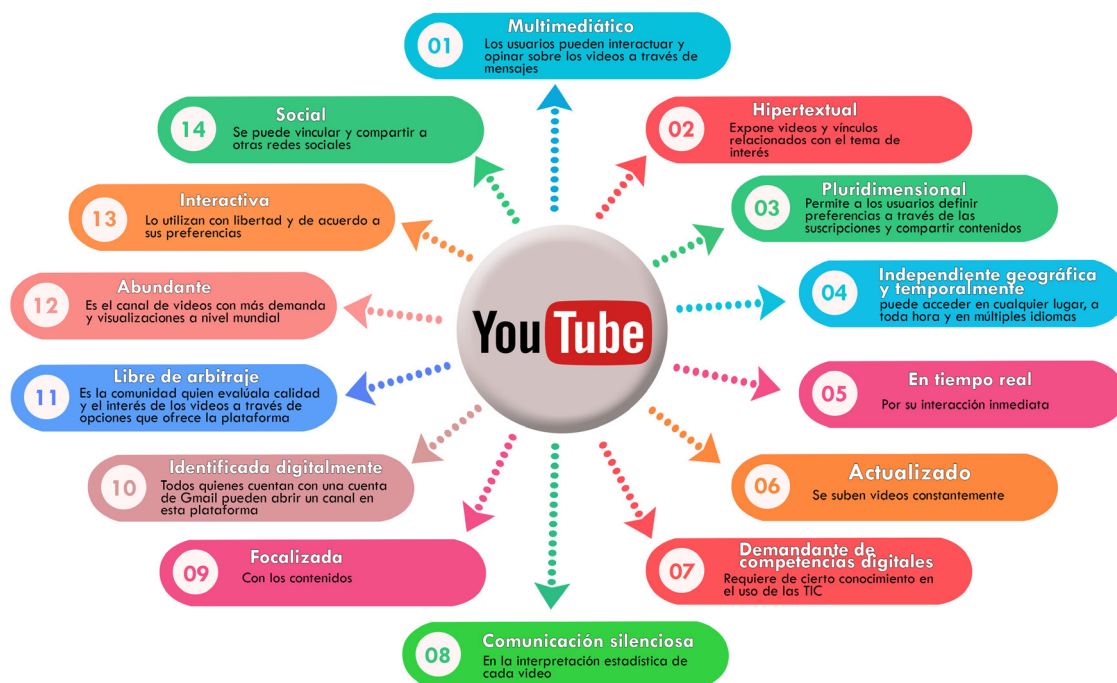 01
Multimediático
Los usuarios pueden interactuar y
opinar sobre los videos a través de
mensajes
02
Hipertextual
Expone videos y vínculos
relacionados con el tema de
interés
03
Pluridimensional
Permite a los usuarios definir
preferencias a través de las
suscripciones y compartir contenidos
04
Independiente geográfica
y temporalmente
puede acceder en cualquier lugar, a
toda hora y en múltiples idiomas
05
En tiempo real
Por su interacción inmediata
06
Actualizado
Se suben videos constantemente
07
Demandante de
competencias digitales
Requiere de cierto conocimiento en
el uso de las TIC
08
Comunicación silenciosa
En la interpretación estadística de
cada video
09
Focalizada
Con los contenidos
10
Identificada digitalmente
Todos quienes cuentan con una cuenta
de Gmail pueden abrir un canal en
esta plataforma
11
Libre de arbitraje
Es la comunidad quien evalúala calidad
y el interés de los videos a través de
opciones que ofrece la plataforma
12
Abundante
Es el canal de videos con más demanda
y visualizaciones a nivel mundial
13
Interactiva
Lo utilizan con libertad y de acuerdo a
sus preferencias
14
Social
Se puede vincular y compartir a
otras redes sociales
YouTube